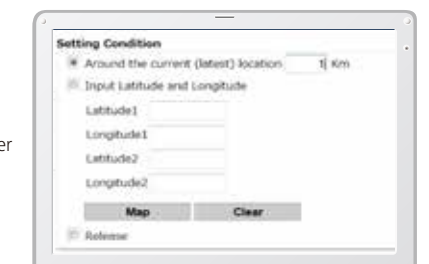 Setting Condition
Around the current (latest) location 1 Km
Input Latitude and Longitude
Latitude1
Longitude1
er
Latitude2
Longitude2
Map Clear
Release